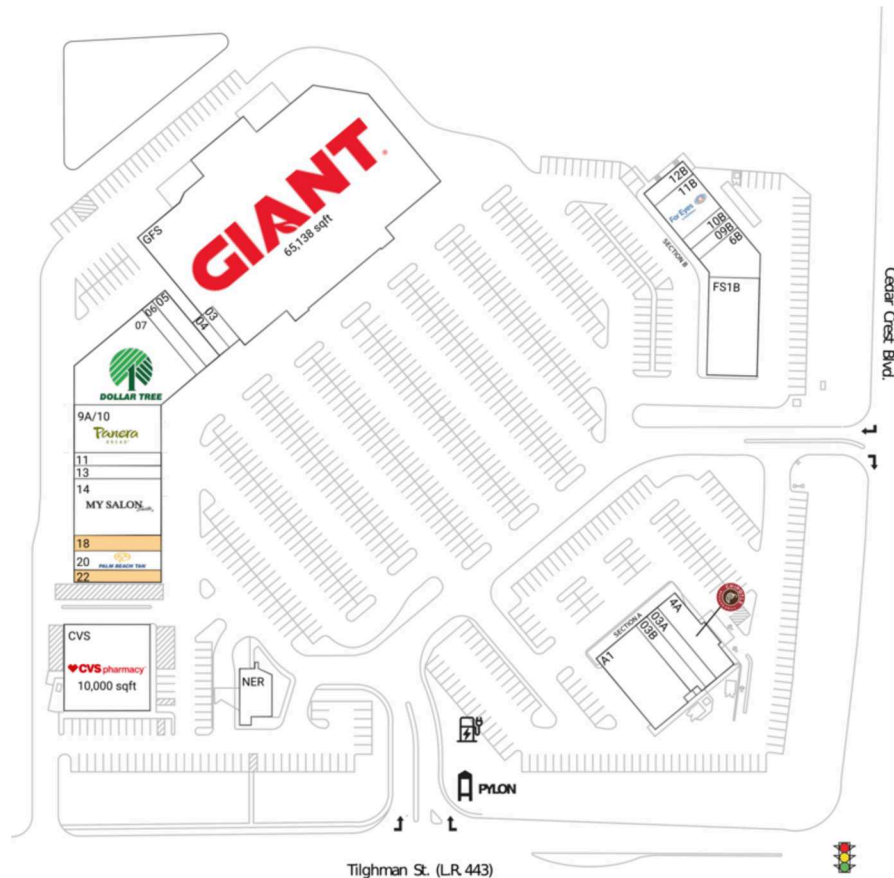 GIANT
65,138 sqft
GFS
12B
11B
For Eyes
10B
09B
6B
SECTION B
FS1B
Cedar Crest Blvd.
03
04
05
06
07
DOLLAR TREE
9A/10
Panera
BREAD
11
13
14
MY SALON
Suite
18
20
PALM BEACH TAN
22
CVS
CVS pharmacy
10,000 sqft
NER
SECTION A
4A
03A
03B
A1
PYLON
Tilghman St. (L.R. 443)